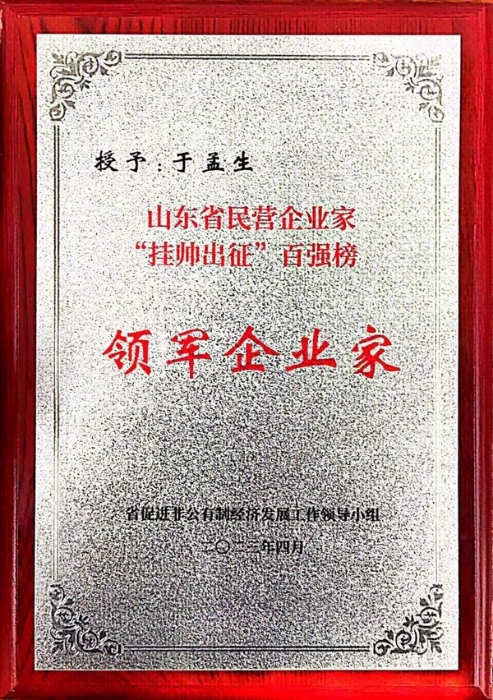 授予：于孟生
山东省民营企业家
“挂帅出征”百强榜
领军企业家
省促进非公有制经济发展工作领导小组
二〇二三年四月